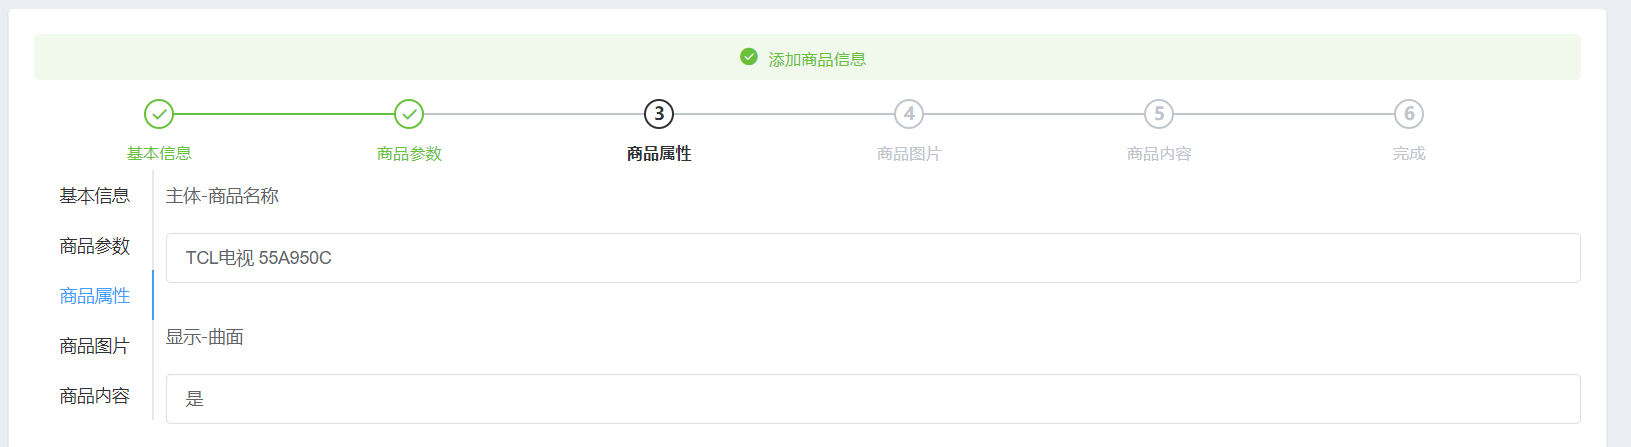 添加商品信息
3 4 5 6
基本信息 商品参数 商品属性 商品图片 商品内容 完成
基本信息
商品参数
商品属性
商品图片
商品内容
主体-商品名称
TCL电视 55A950C
显示-曲面
是